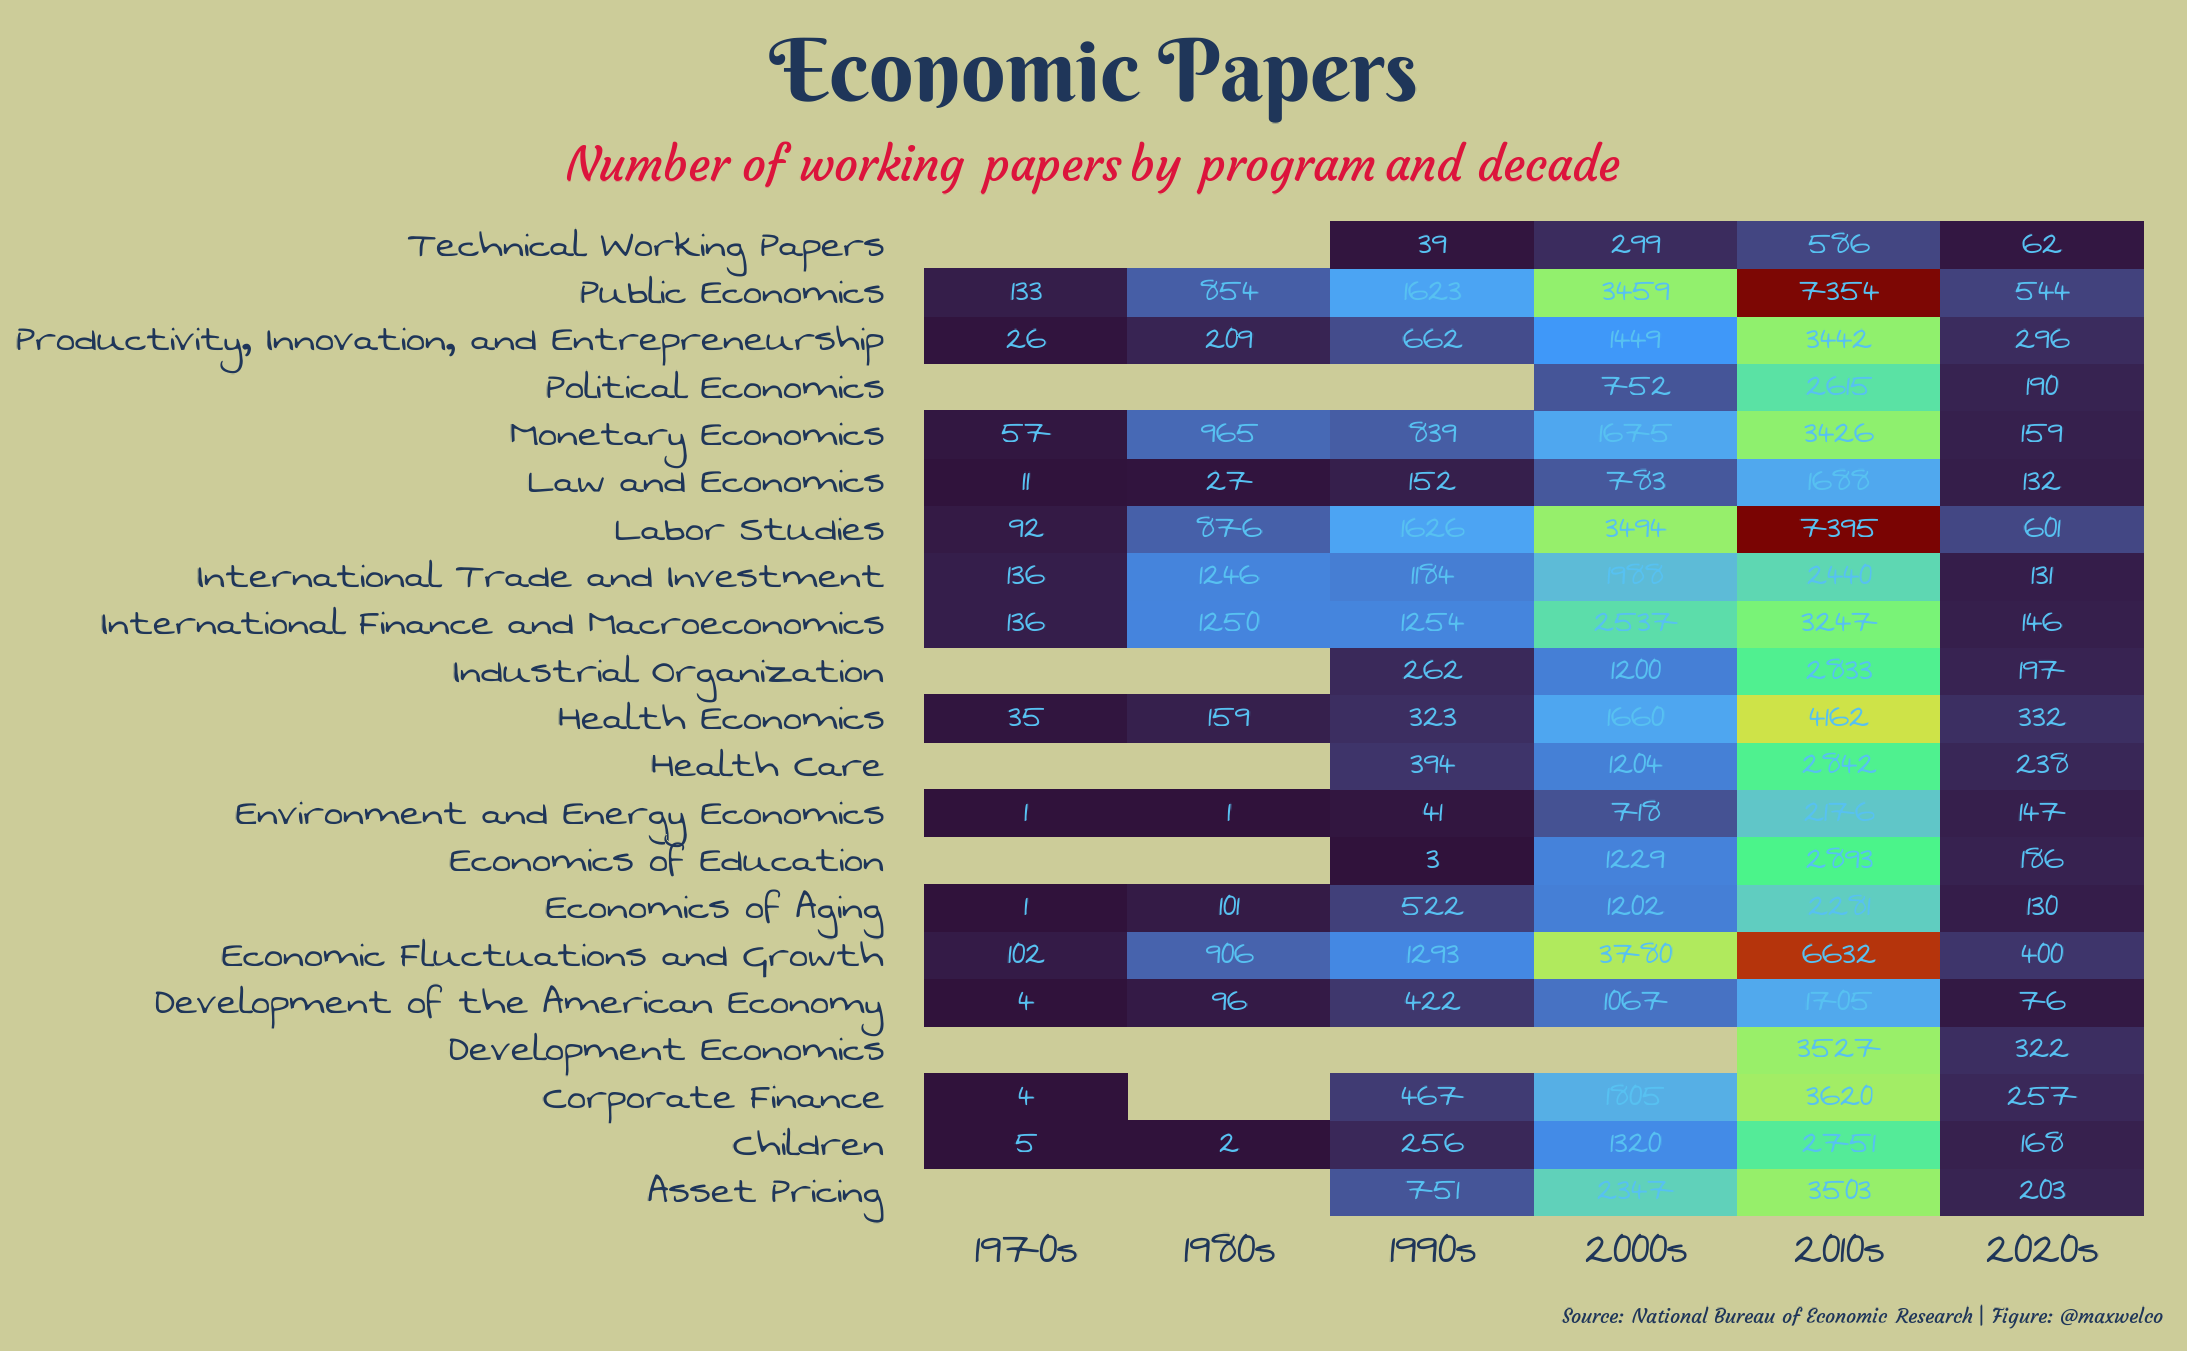 Economic Papers
Number of working papers by program and decade
Technical Working Papers 39 299 586 62
Public Economics 133 854 1623 3459 7354 544
Productivity, Innovation, and Entrepreneurship 26 209 662 1449 3442 296
Political Economics 752 2615 190
Monetary Economics 57 965 839 1675 3426 159
Law and Economics 11 27 152 783 1688 132
Labor Studies 92 876 1626 3494 7395 601
International Trade and Investment 136 1246 1184 1988 2440 131
International Finance and Macroeconomics 136 1250 1254 2537 3247 146
Industrial Organization 262 1200 2833 197
Health Economics 35 159 323 1660 4162 332
Health Care 394 1204 2842 238
Environment and Energy Economics 1 1 41 718 147
Economics of Education 3 1229 2893 186
Economics of Aging 1 101 522 1202 130
Economic Fluctuations and Growth 102 906 1293 3780 6632 400
Development of the American Economy 4 96 422 1067 1705 76
Development Economics 3527 322
Corporate Finance 4 467 1805 3620 257
Children 5 2 256 1320 2751 168
Asset Pricing 751 2347 3503 203
1970s 1980s 1990s 2000s 2010s 2020s
Source: National Bureau of Economic Research | Figure: @maxwelco